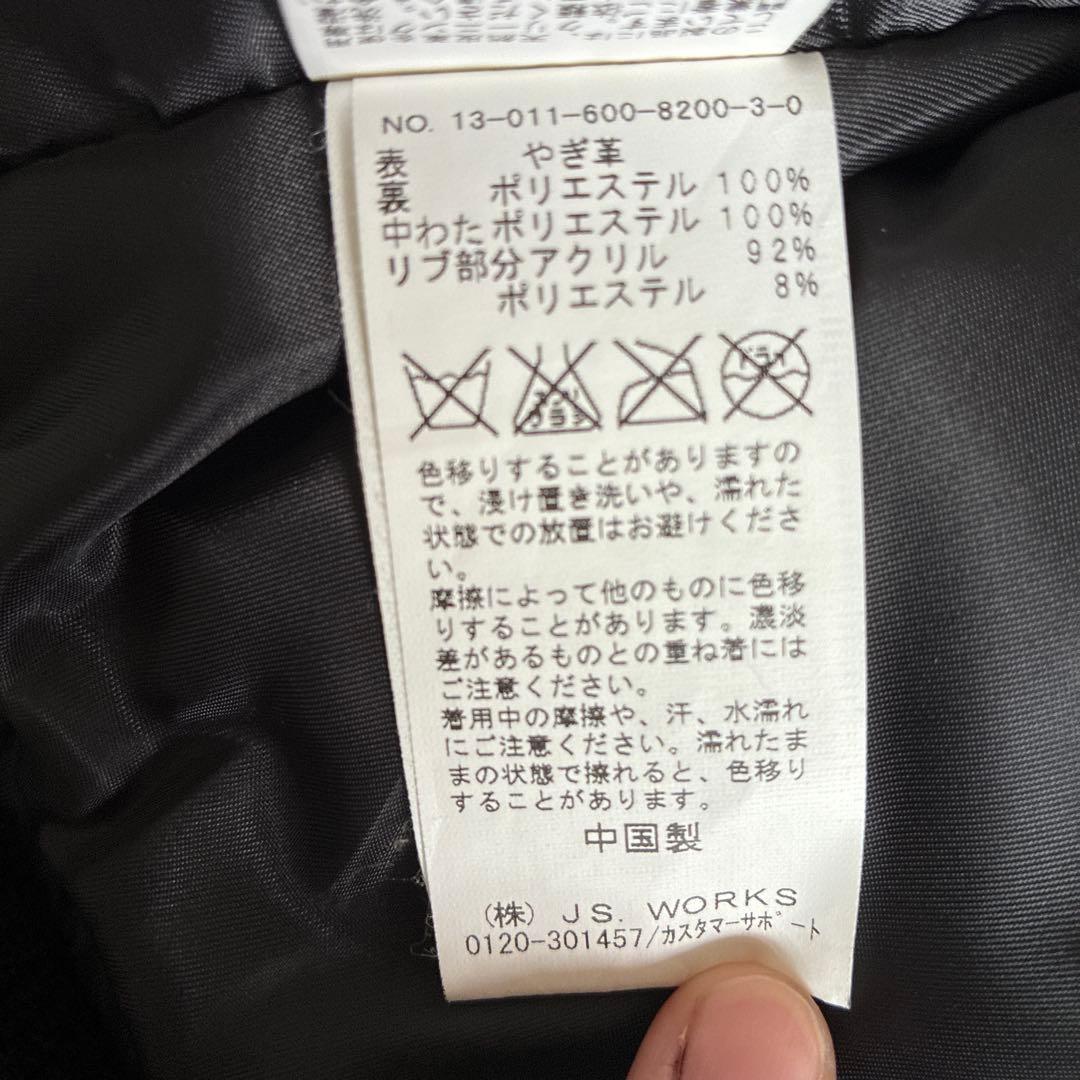 NO. 13-011-600-8200-3-0
表 やぎ革
裏 ポリエステル 100%
中わた ポリエステル 100%
リブ部分アクリル 92%
ポリエステル 8%
エンソ ドライ
サラシ
色移りすることがありますの
で、浸け置き洗いや、濡れた
状態での放置はお避けくださ
い。
摩擦によって他のものに色移
りすることがあります。濃淡
差があるものとの重ね着には
ご注意ください。
着用中の摩擦や、汗、水濡れ
にご注意ください。濡れたま
まの状態で擦れると、色移り
することがあります。
中国製
(株) JS. WORKS
0120-301457/カスタマーサポート